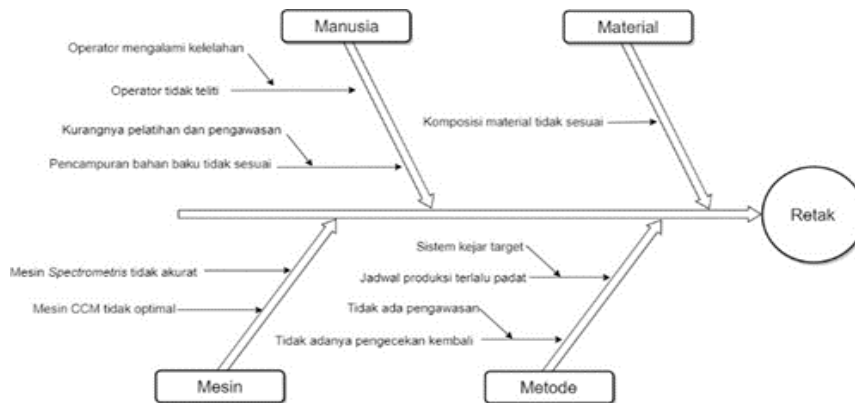 Manusia
Material
Operator mengalami kelelahan
Operator tidak teliti
Kurangnya pelatihan dan pengawasan
Komposisi material tidak sesuai
Pencampuran bahan baku tidak sesuai
Retak
Sistem kejar target
Mesin Spectrometris tidak akurat
Jadwal produksi terlalu padat
Mesin CCM tidak optimal
Tidak ada pengawasan
Tidak adanya pengecekan kembali
Mesin
Metode